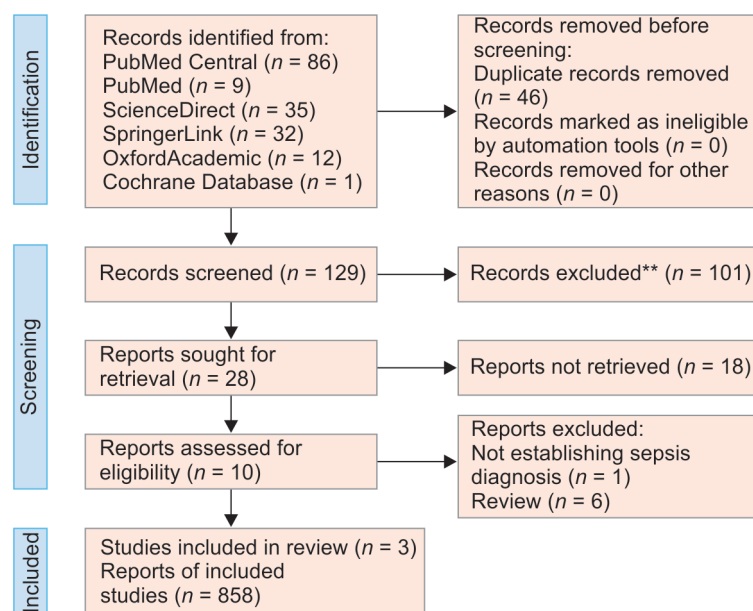 Identification
Records identified from:
PubMed Central (n = 86)
PubMed (n = 9)
ScienceDirect (n = 35)
SpringerLink (n = 32)
OxfordAcademic (n = 12)
Cochrane Database (n = 1)
Records removed before
screening:
Duplicate records removed
(n = 46)
Records marked as ineligible
by automation tools (n = 0)
Records removed for other
reasons (n = 0)
Screening
Records screened (n = 129)
Records excluded** (n = 101)
Reports sought for
retrieval (n = 28)
Reports not retrieved (n = 18)
Reports assessed for
eligibility (n = 10)
Reports excluded:
Not establishing sepsis
diagnosis (n = 1)
Review (n = 6)
Included
Studies included in review (n = 3)
Reports of included
studies (n = 858)